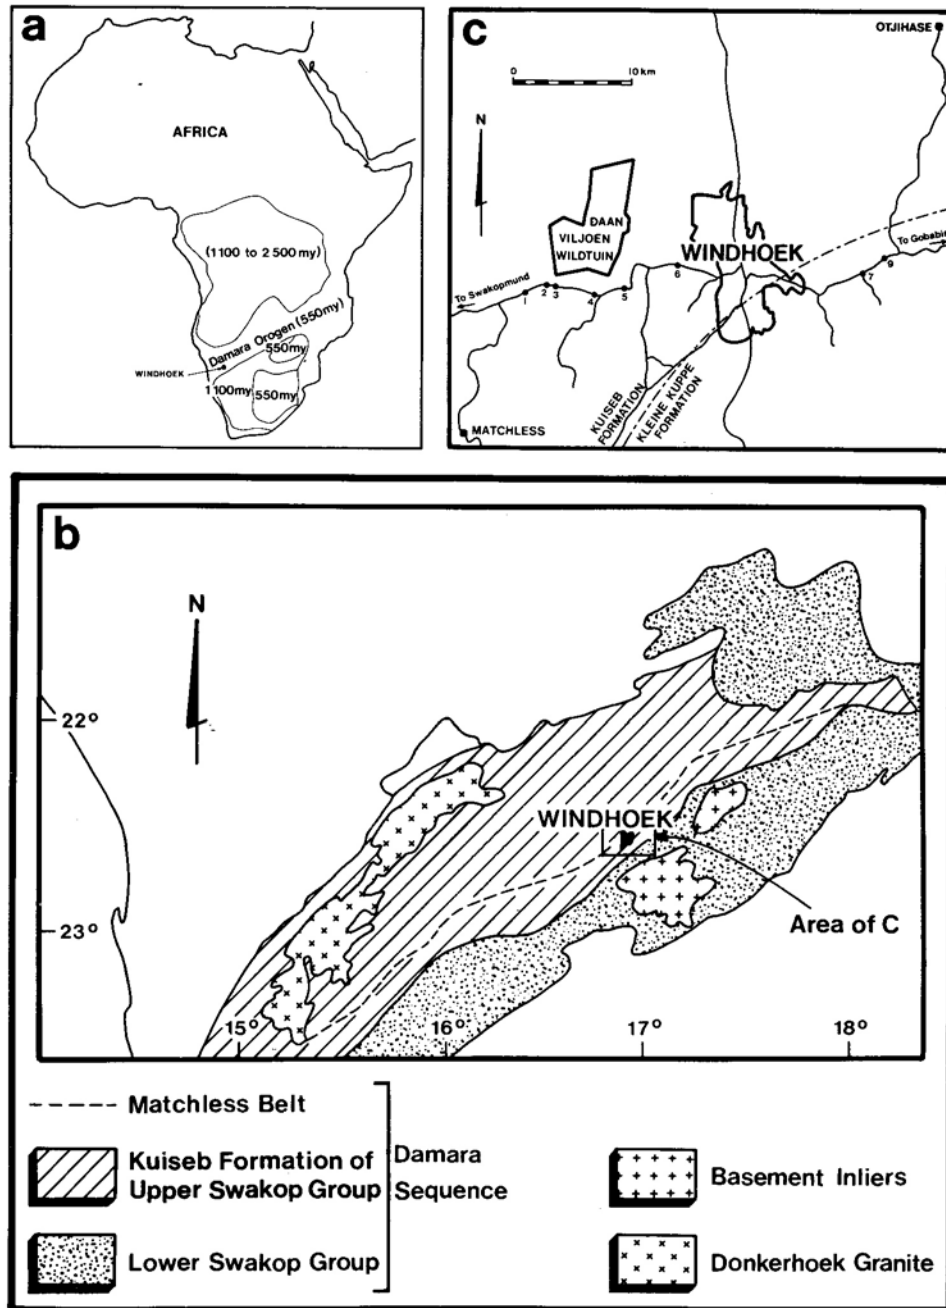 a
AFRICA
(1100 to 2500my)
Damara Orogen (550my)
550my
WINDHOEK
1100my
550my
c
OTJIHASE
0
10 km
N
DAAN
VILJOEN
WILDTUIN
WINDHOEK
To Gobabis
To Swakopmund
1
2
3
4
5
6
7
9
KUISEB
FORMATION
KLEINE KUPPE
FORMATION
MATCHLESS
b
N
22°
WINDHOEK
23°
Area of C
15°
16°
17°
18°
Matchless Belt
Kuiseb Formation of
Upper Swakop Group
Damara
Sequence
Lower Swakop Group
Basement Inliers
Donkerhoek Granite